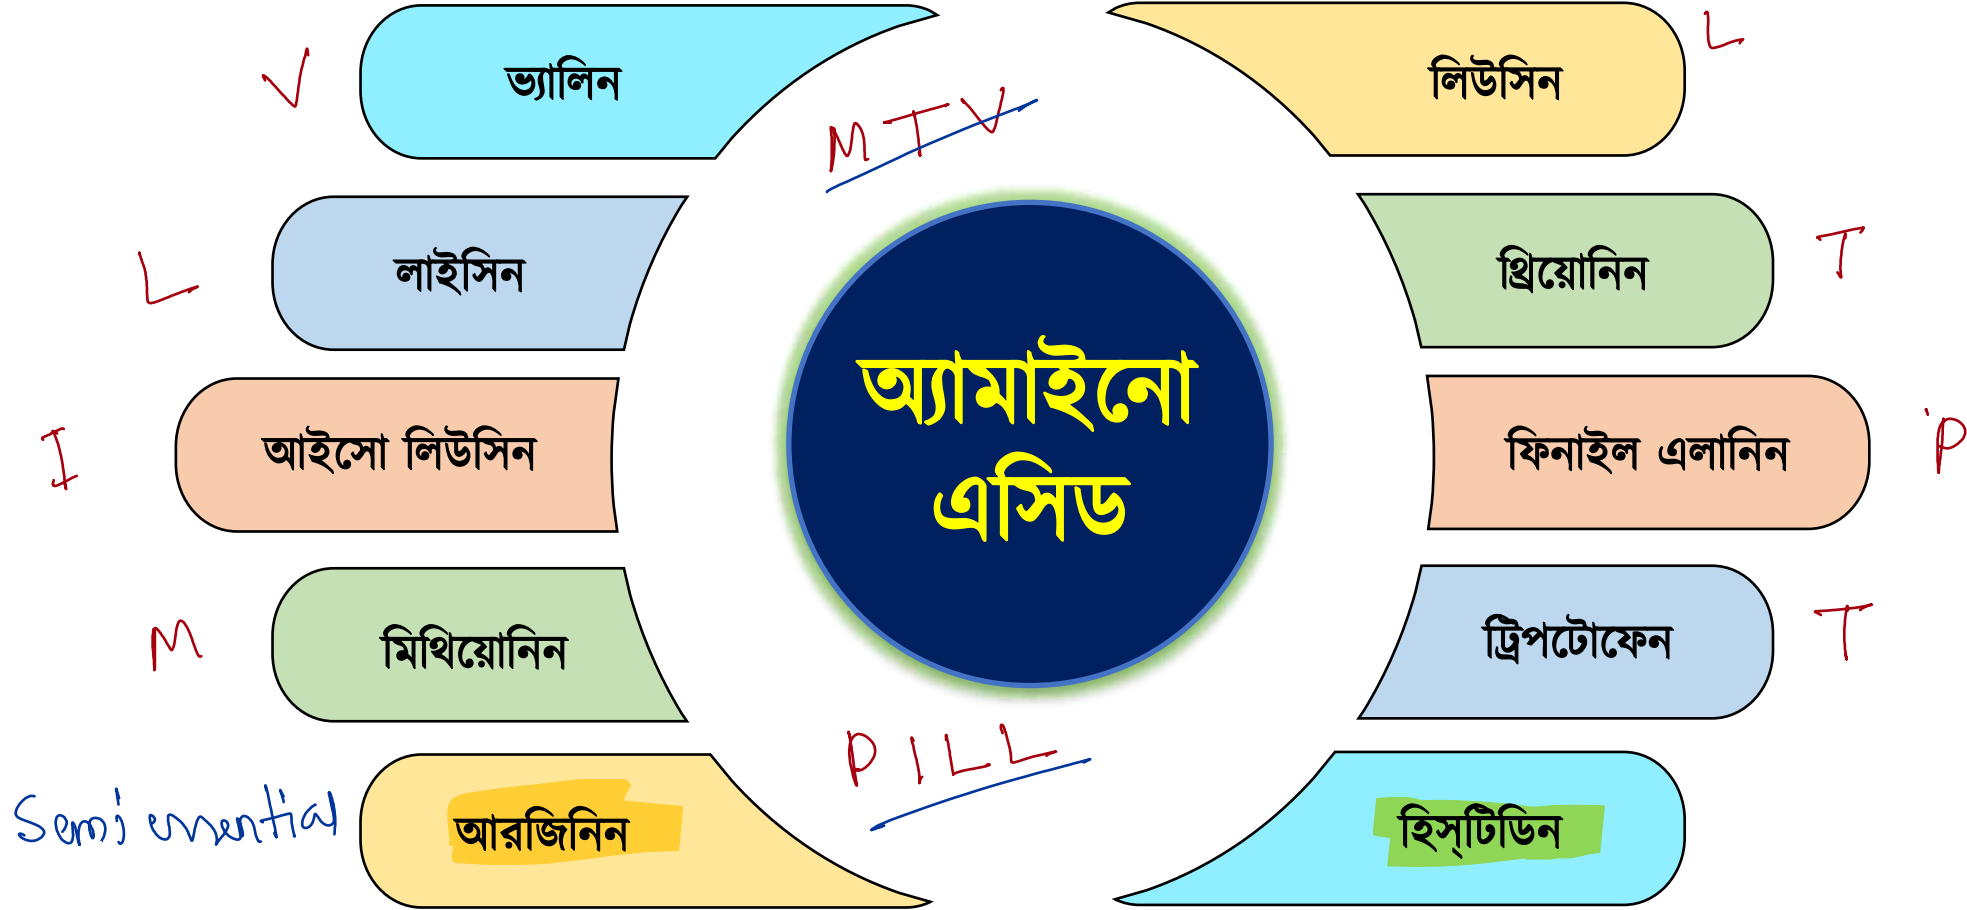 V
ভ্যালিন
লিউসিন
L
MTV
L
লাইসিন
থ্রিয়োনিন
T
I
আইসো লিউসিন
অ্যামাইনো
এসিড
ফিনাইল এলানিন
P
M
মিথিয়োনিন
ট্রিপটোফেন
T
PILL
Semi essential
আরজিনিন
হিস্টিডিন